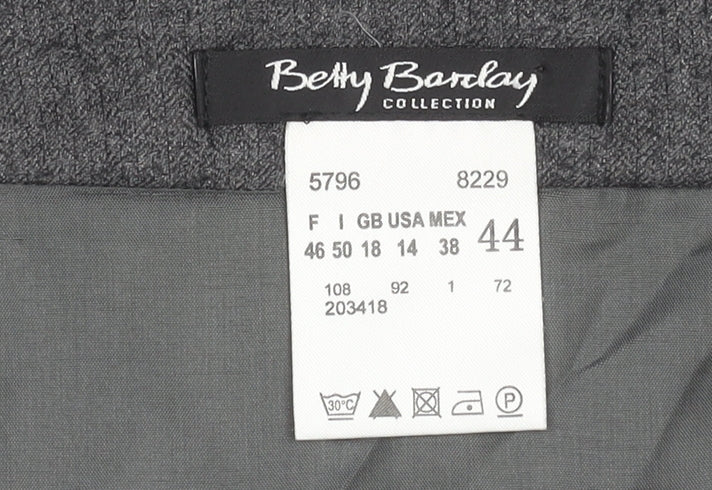 Betty Barclay
COLLECTION
5796 8229
F I GB USA MEX
46 50 18 14 38 44
108 92 1 72
203418
30°C P